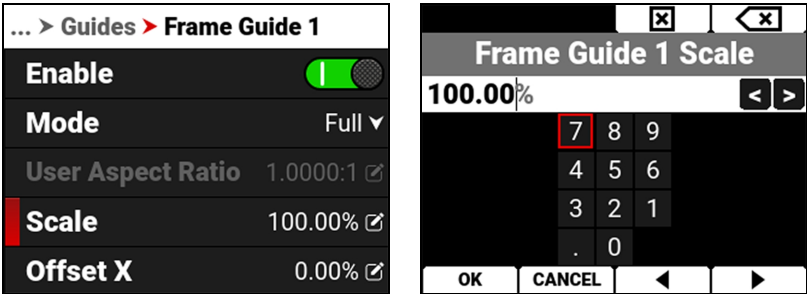 ... > Guides > Frame Guide 1
Enable
Mode Full
User Aspect Ratio 1.0000:1
Scale 100.00%
Offset X 0.00%
Frame Guide 1 Scale
100.00%
< >
7 8 9
4 5 6
3 2 1
. 0
OK CANCEL